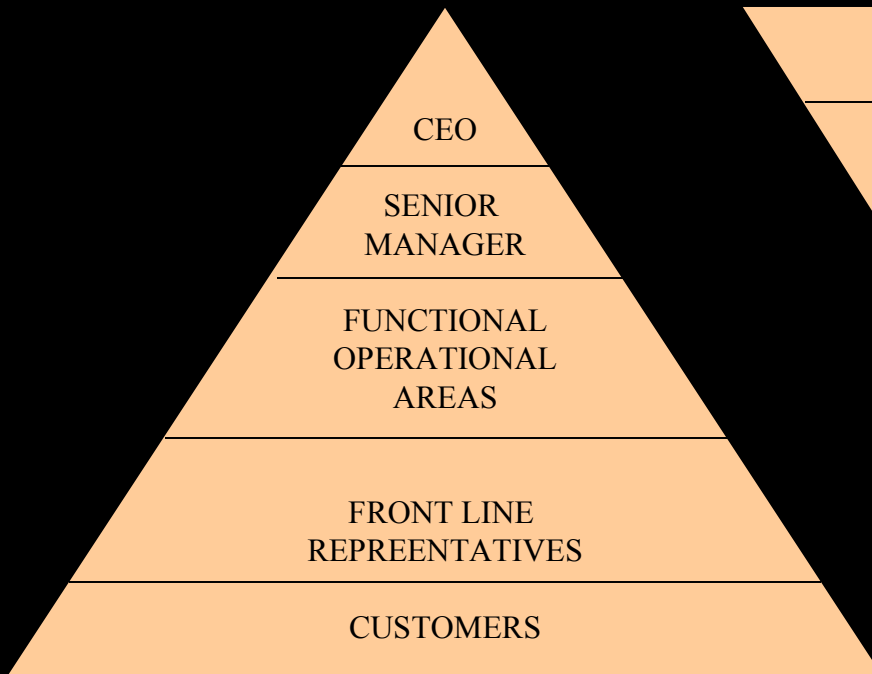 CEO
SENIOR
MANAGER
FUNCTIONAL
OPERATIONAL
AREAS
FRONT LINE
REPREENTATIVES
CUSTOMERS